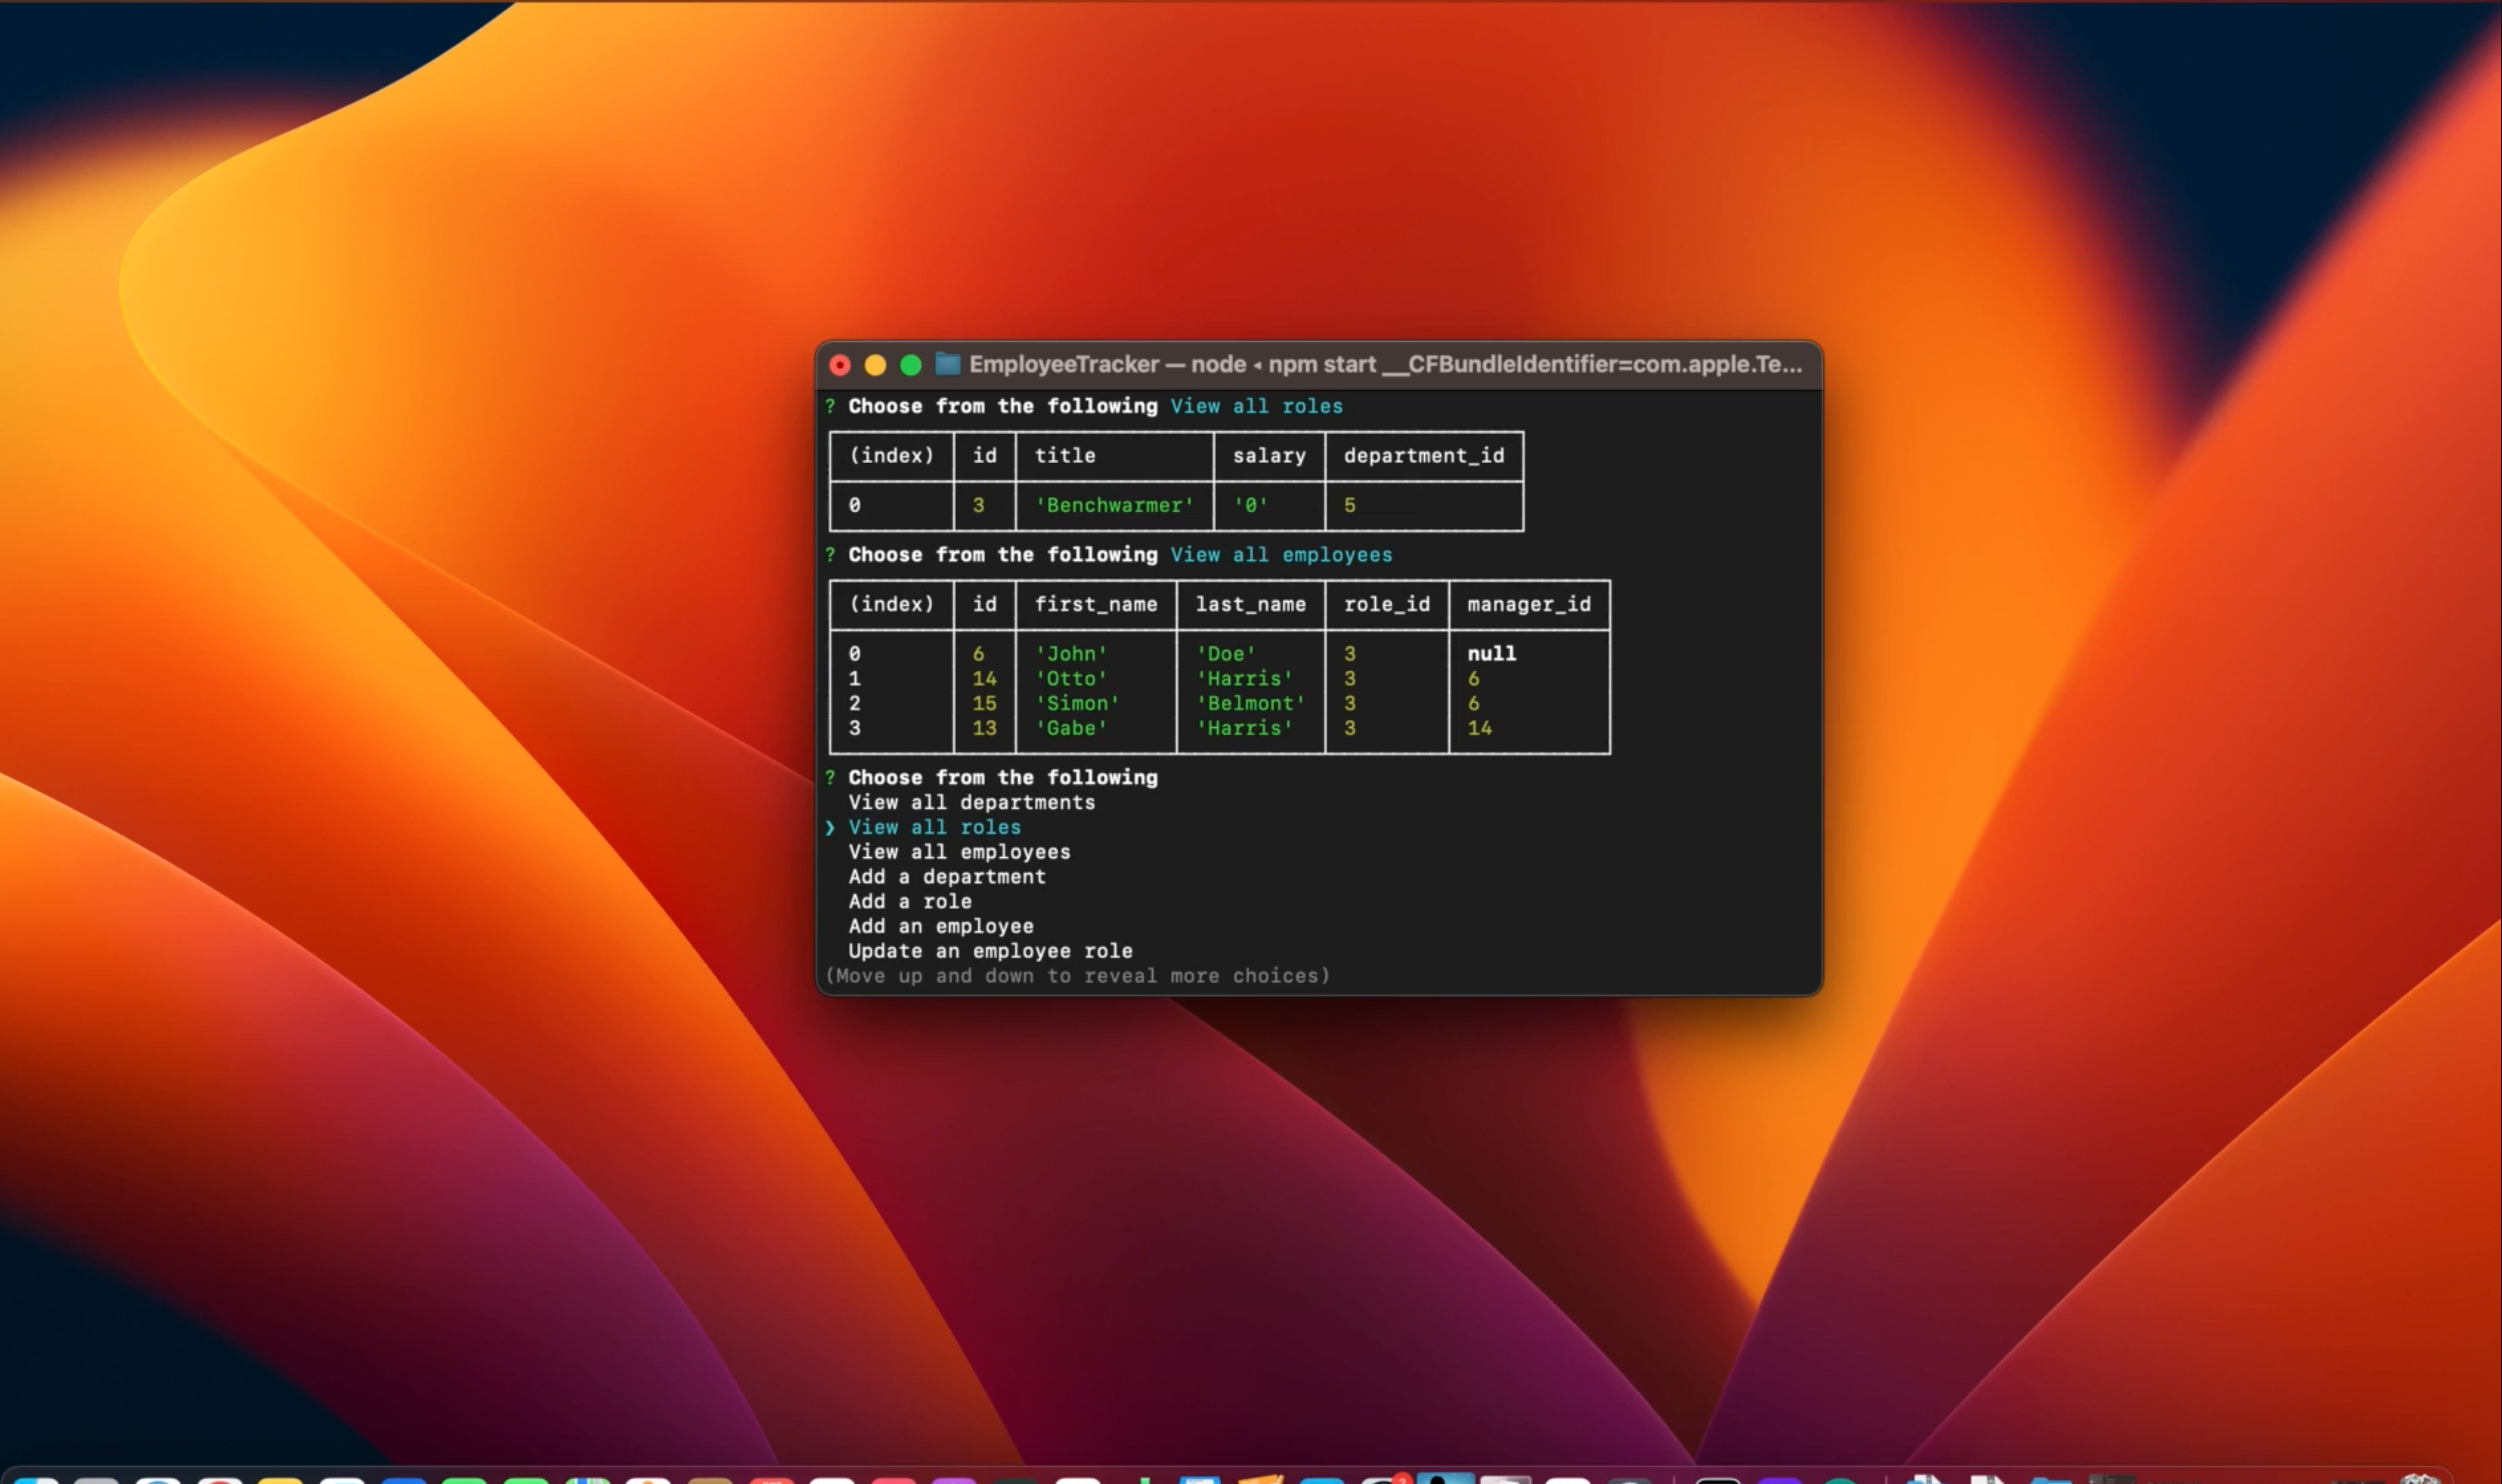 EmployeeTracker — node ◂ npm start __CFBundleIdentifier=com.apple.Te...
? Choose from the following View all roles
(index) id title salary department_id
0 3 'Benchwarmer' '0' 5
? Choose from the following View all employees
(index) id first_name last_name role_id manager_id
0 6 'John' 'Doe' 3 null
1 14 'Otto' 'Harris' 3 6
2 15 'Simon' 'Belmont' 3 6
3 13 'Gabe' 'Harris' 3 14
? Choose from the following
View all departments
❯ View all roles
View all employees
Add a department
Add a role
Add an employee
Update an employee role
(Move up and down to reveal more choices)